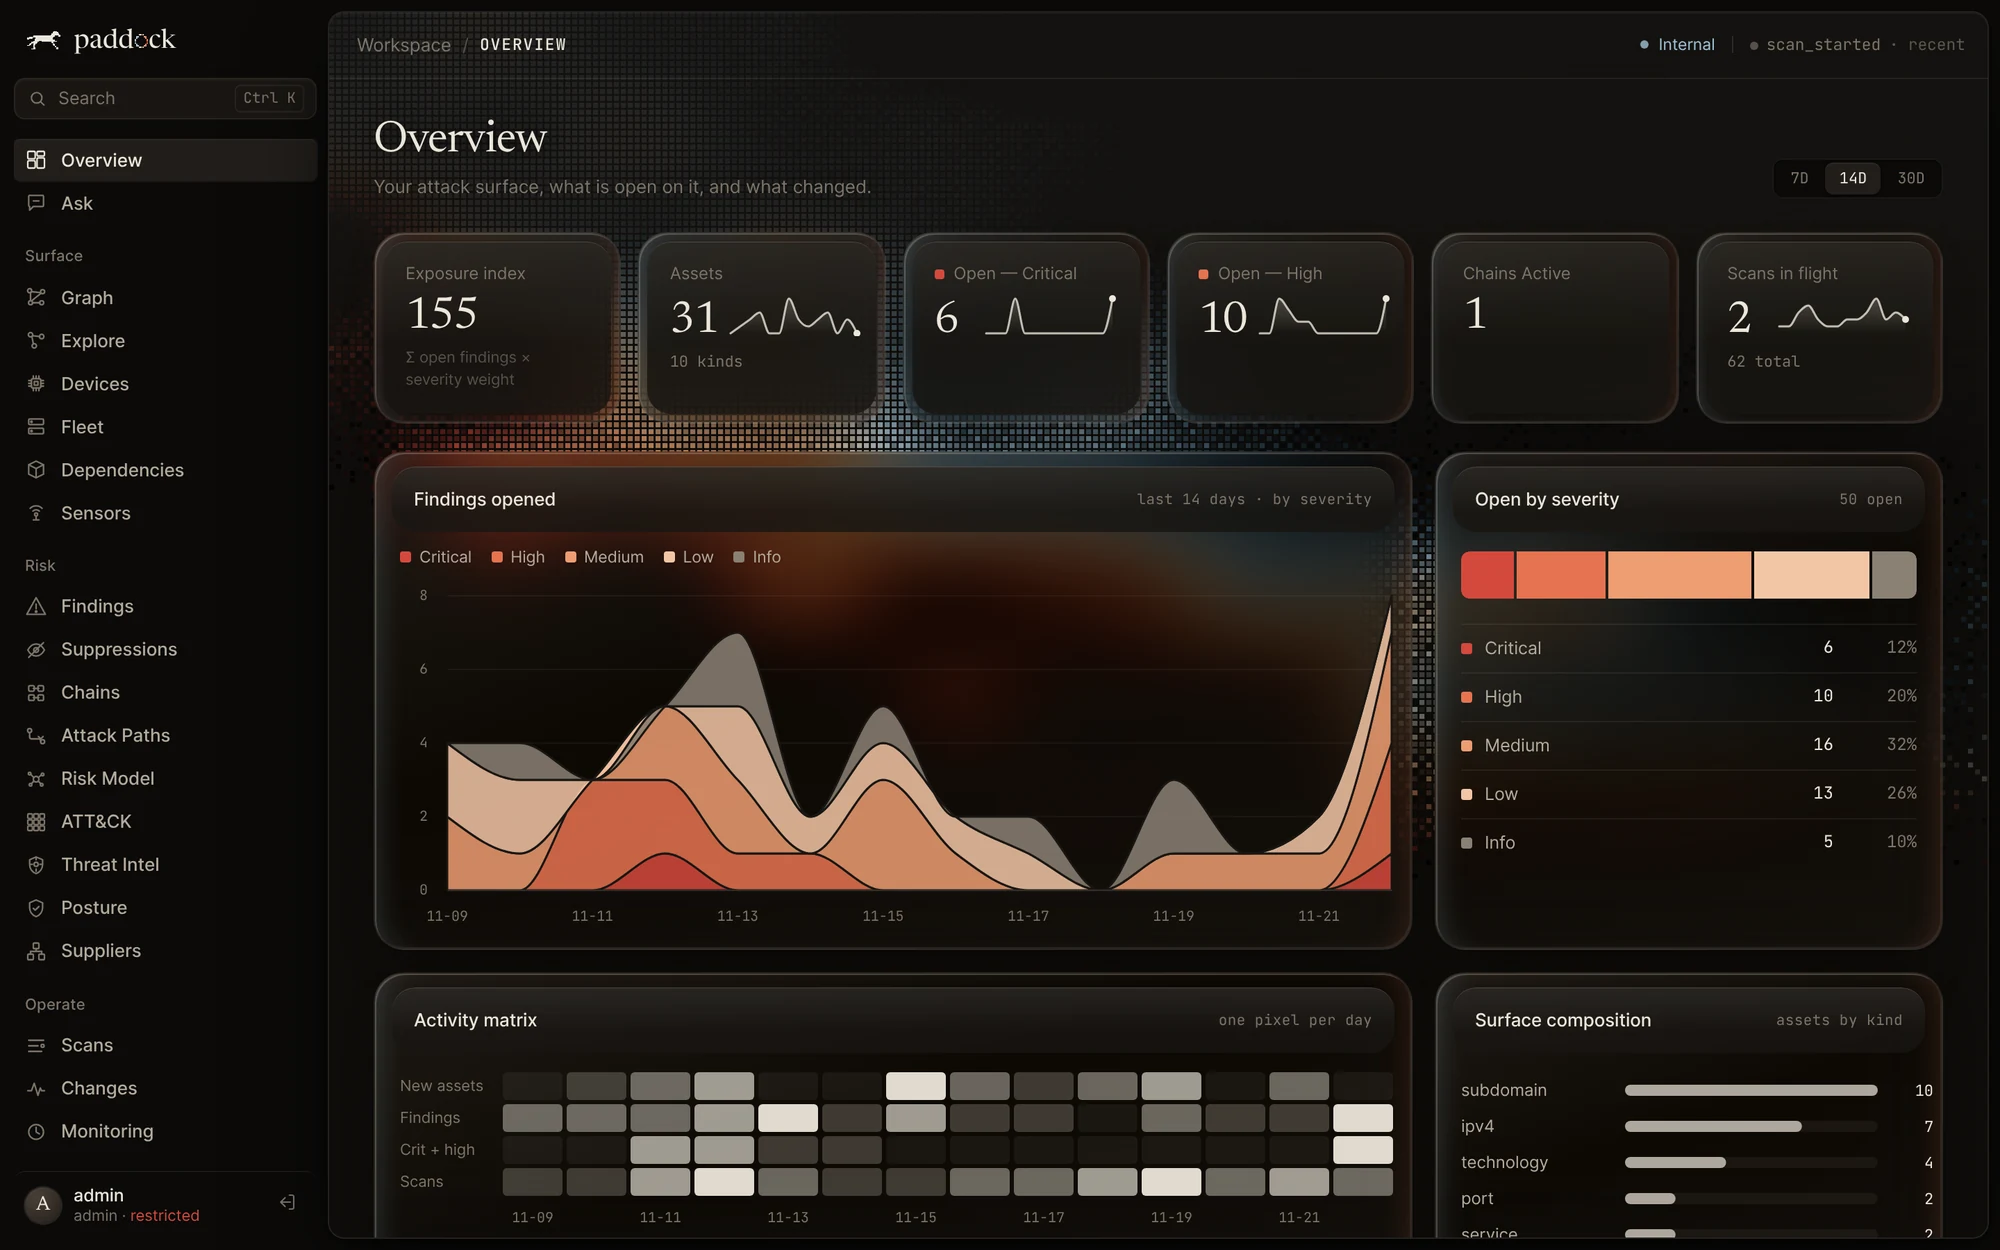 paddock
Search Ctrl K
Overview
Ask
Surface
Graph
Explore
Devices
Fleet
Dependencies
Sensors
Risk
Findings
Suppressions
Chains
Attack Paths
Risk Model
ATT&CK
Threat Intel
Posture
Suppliers
Operate
Scans
Changes
Monitoring
A
admin
admin · restricted
Workspace / OVERVIEW
Internal
scan_started · recent
Overview
Your attack surface, what is open on it, and what changed.
7D 14D 30D
Exposure index
155
Σ open findings ×
severity weight
Assets
31
10 kinds
Open — Critical
6
Open — High
10
Chains Active
1
Scans in flight
2
62 total
Findings opened
last 14 days · by severity
Critical High Medium Low Info
8
6
4
2
0
11-09 11-11 11-13 11-15 11-17 11-19 11-21
Open by severity
50 open
Critical 6 12%
High 10 20%
Medium 16 32%
Low 13 26%
Info 5 10%
Activity matrix
one pixel per day
New assets
Findings
Crit + high
Scans
11-09 11-11 11-13 11-15 11-17 11-19 11-21
Surface composition
assets by kind
subdomain 10
ipv4 7
technology 4
port 2
service 2